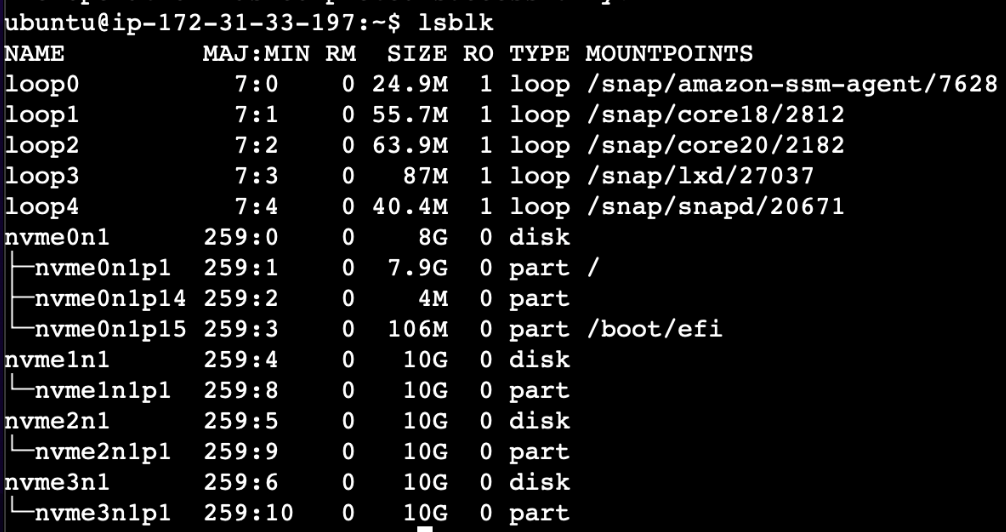 ubuntu@ip-172-31-33-197:~$ lsblk
NAME         MAJ:MIN RM   SIZE RO TYPE MOUNTPOINTS
loop0          7:0    0 24.9M  1 loop /snap/amazon-ssm-agent/7628
loop1          7:1    0 55.7M  1 loop /snap/core18/2812
loop2          7:2    0 63.9M  1 loop /snap/core20/2182
loop3          7:3    0   87M  1 loop /snap/lxd/27037
loop4          7:4    0 40.4M  1 loop /snap/snapd/20671
nvme0n1      259:0    0    8G  0 disk
├─nvme0n1p1  259:1    0  7.9G  0 part /
├─nvme0n1p14 259:2    0    4M  0 part
└─nvme0n1p15 259:3    0  106M  0 part /boot/efi
nvme1n1      259:4    0   10G  0 disk
└─nvme1n1p1  259:8    0   10G  0 part
nvme2n1      259:5    0   10G  0 disk
└─nvme2n1p1  259:9    0   10G  0 part
nvme3n1      259:6    0   10G  0 disk
└─nvme3n1p1  259:10   0   10G  0 part